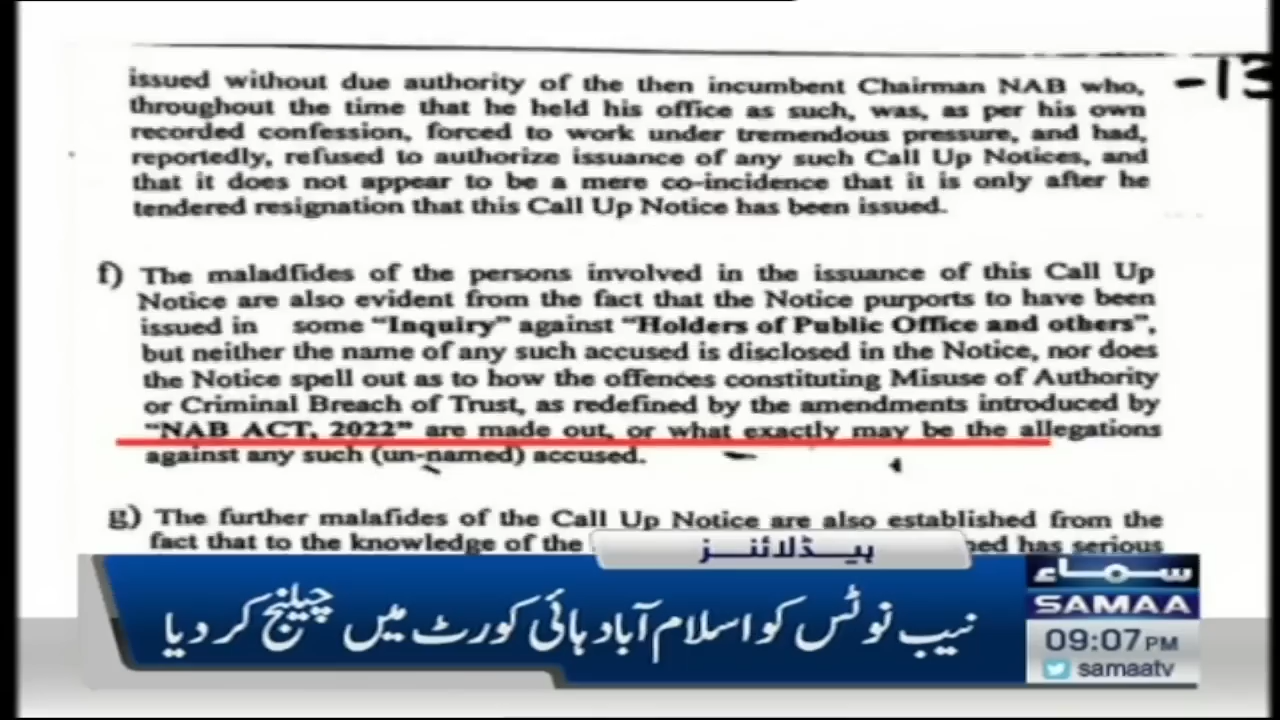 -13
issued without due authority of the then incumbent Chairman NAB who,
throughout the time that he held his office as such, was, as per his own
recorded confession, forced to work under tremendous pressure, and had,
reportedly, refused to authorize issuance of any such Call Up Notices, and
that it does not appear to be a mere co-incidence that it is only after he
tendered resignation that this Call Up Notice has been issued.
f) The maladfides of the persons involved in the issuance of this Call Up
Notice are also evident from the fact that the Notice purports to have been
issued in some "Inquiry" against "Holders of Public Office and others",
but neither the name of any such accused is disclosed in the Notice, nor does
the Notice spell out as to how the offences constituting Misuse of Authority
or Criminal Breach of Trust, as redefined by the amendments introduced by
"NAB ACT, 2022" are made out, or what exactly may be the allegations
against any such (un-named) accused.
g) The further malafides of the Call Up Notice are also established from the
fact that to the knowledge of the has serious
ہیڈلائنز
نیب نوٹس کو اسلام آباد ہائی کورٹ میں چیلنج کر دیا
سماء
SAMAA
09:07 PM
samaatv